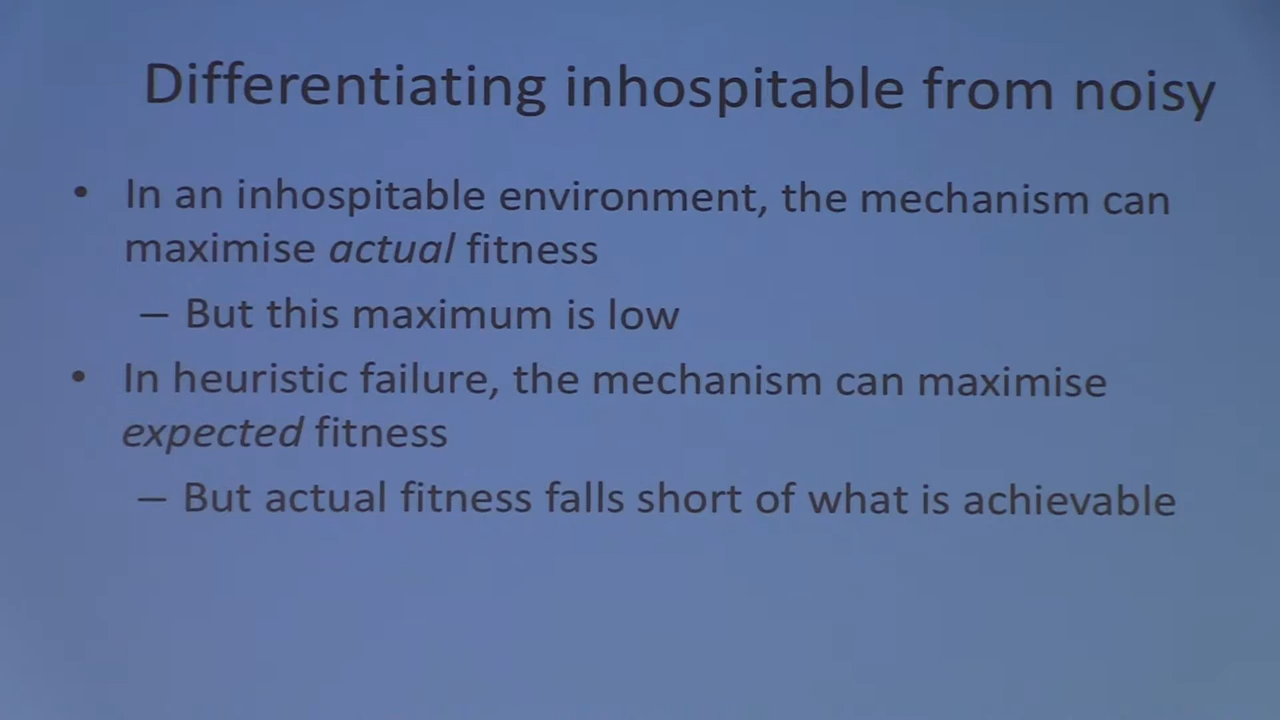 Differentiating inhospitable from noisy
• In an inhospitable environment, the mechanism can
maximise actual fitness
– But this maximum is low
• In heuristic failure, the mechanism can maximise
expected fitness
– But actual fitness falls short of what is achievable